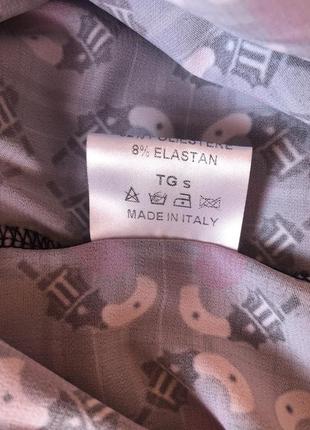 8% ELASTAN
TG s
MADE IN ITALY